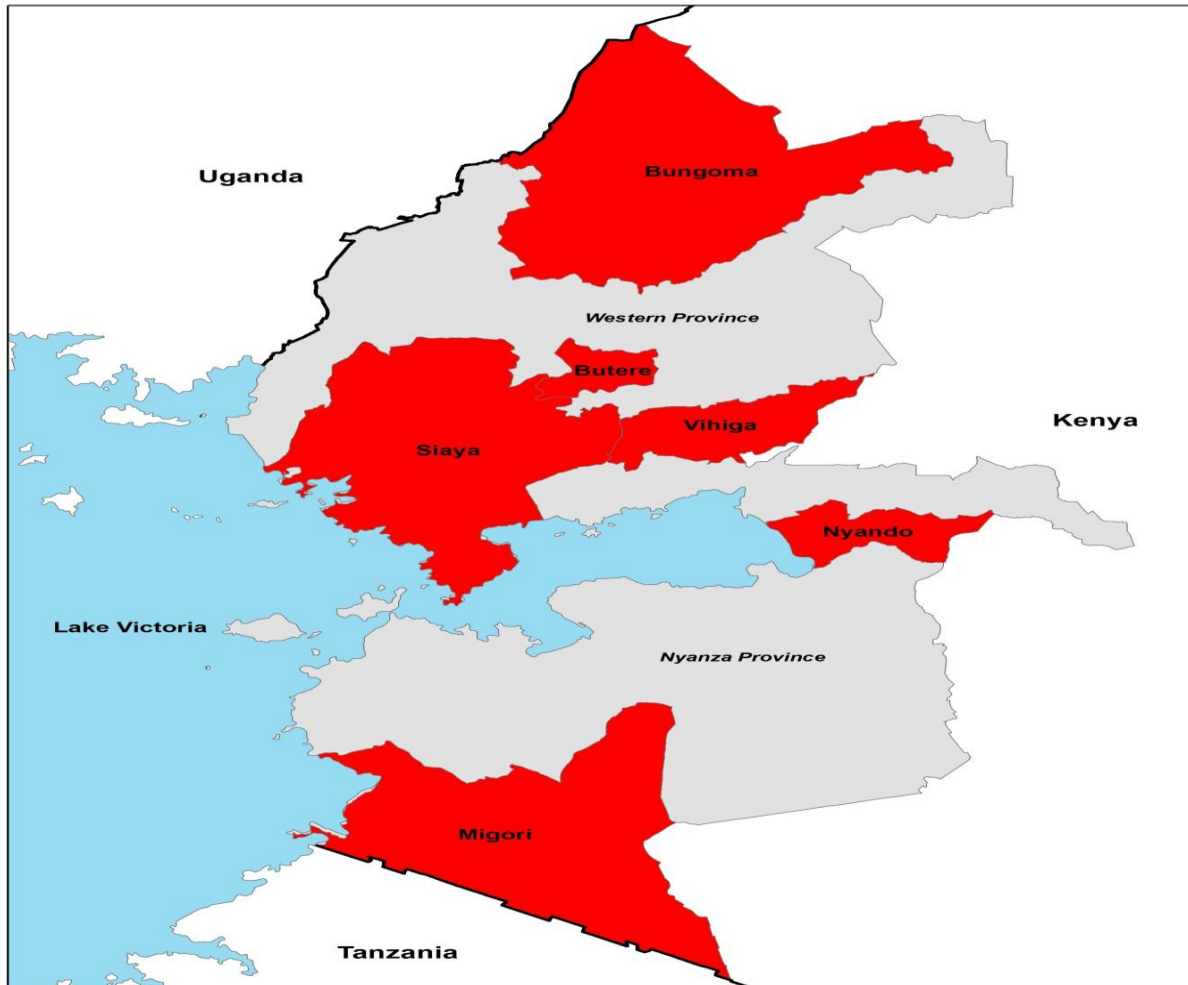 Bungoma
Uganda
Western Province
Butere
Kenya
Vihiga
Siaya
Nyando
Lake Victoria
Nyanza Province
Migori
Tanzania